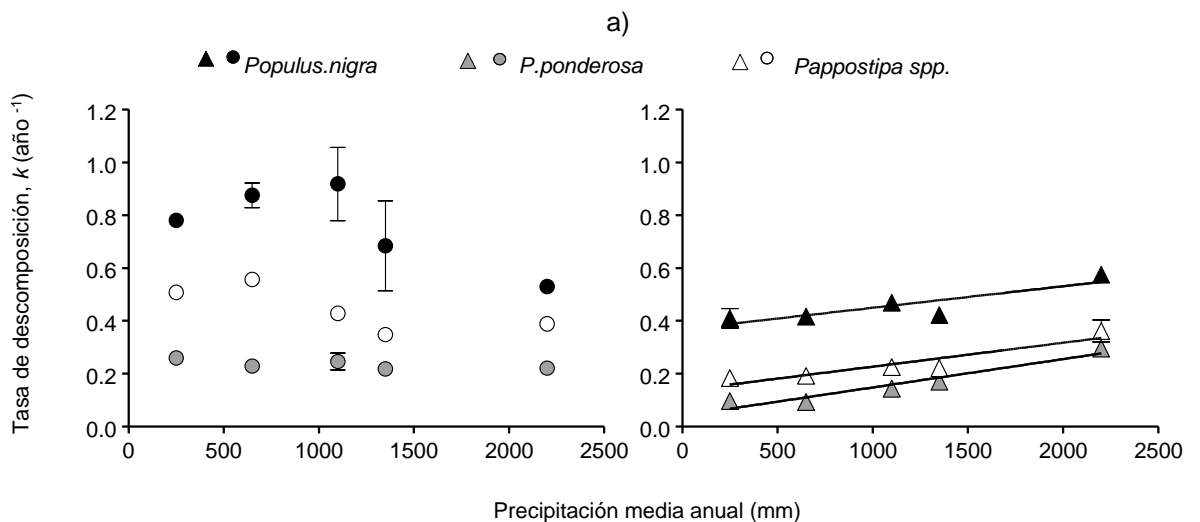 a)
Populus.nigra P.ponderosa Pappostipa spp.
Tasa de descomposición, k (año -1)
1.2 1.2
1.0 1.0
0.8 0.8
0.6 0.6
0.4 0.4
0.2 0.2
0.0 0.0
0 500 1000 1500 2000 2500 0 500 1000 1500 2000 2500
Precipitación media anual (mm)